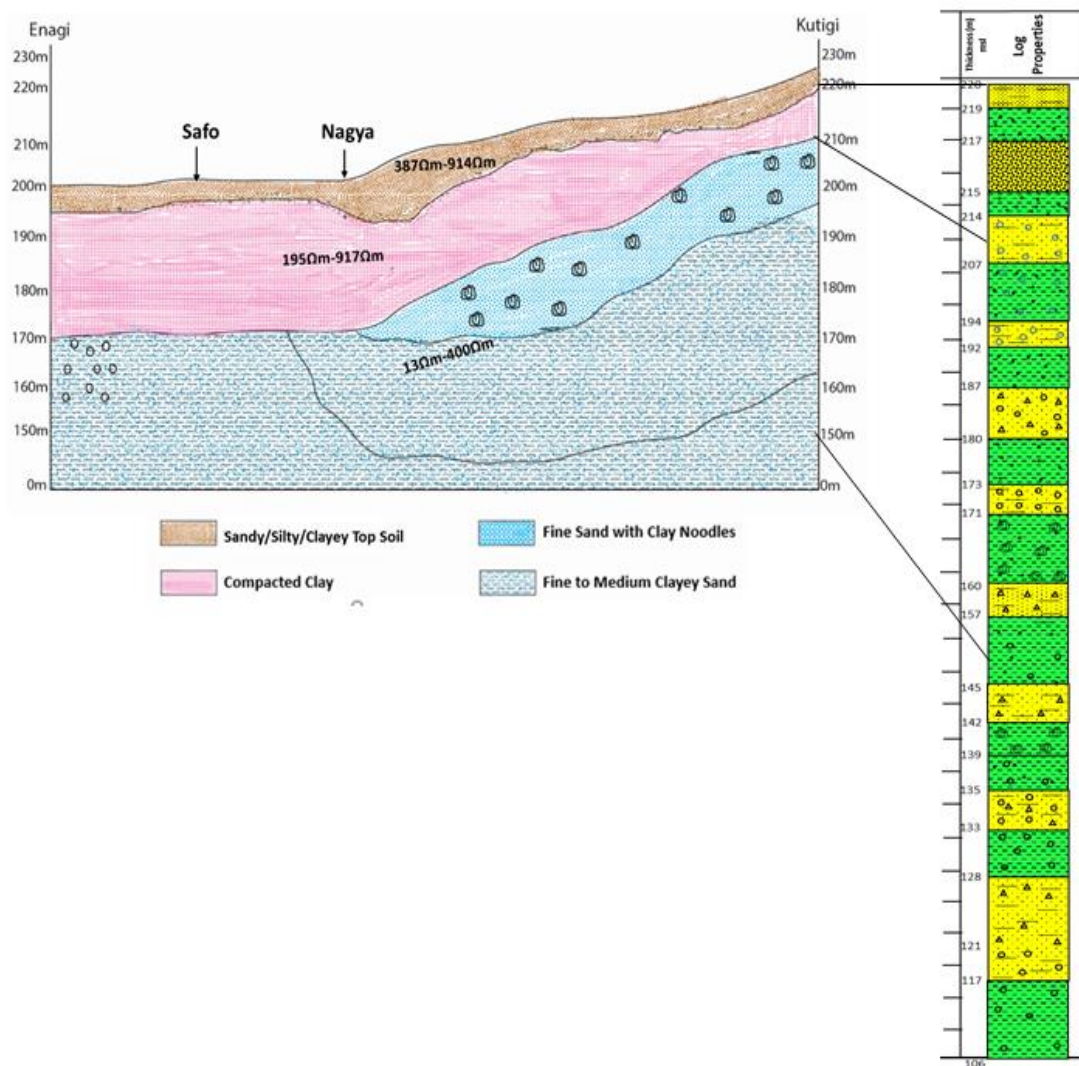 Enagi
230m
220m
210m
200m
190m
180m
170m
160m
150m
0m
Safo
Nagya
387Ωm-914Ωm
195Ωm-917Ωm
13Ωm-400Ωm
Kutigi
230m
220m
210m
200m
190m
180m
170m
160m
150m
0m
Sandy/Silty/Clayey Top Soil
Fine Sand with Clay Noodles
Compacted Clay
Fine to Medium Clayey Sand
Thickness (m)
msl
Log
Properties
220
219
217
215
214
207
194
192
187
180
173
171
160
157
145
142
139
135
133
128
121
117
106